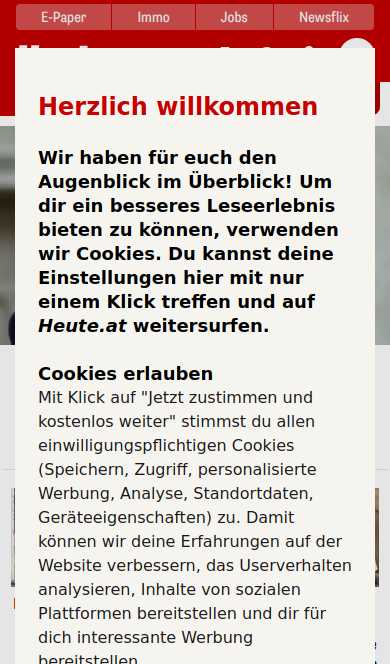 E-Paper
Immo
Jobs
Newsflix
Herzlich willkommen
Wir haben für euch den
Augenblick im Überblick! Um
dir ein besseres Leseerlebnis
bieten zu können, verwenden
wir Cookies. Du kannst deine
Einstellungen hier mit nur
einem Klick treffen und auf
Heute.at weitersurfen.
Cookies erlauben
Mit Klick auf "Jetzt zustimmen und
kostenlos weiter" stimmst du allen
einwilligungspflichtigen Cookies
(Speichern, Zugriff, personalisierte
Werbung, Analyse, Standortdaten,
Geräteeigenschaften) zu. Damit
können wir deine Erfahrungen auf der
Website verbessern, das Userverhalten
analysieren, Inhalte von sozialen
Plattformen bereitstellen und dir für
dich interessante Werbung
bereitstellen